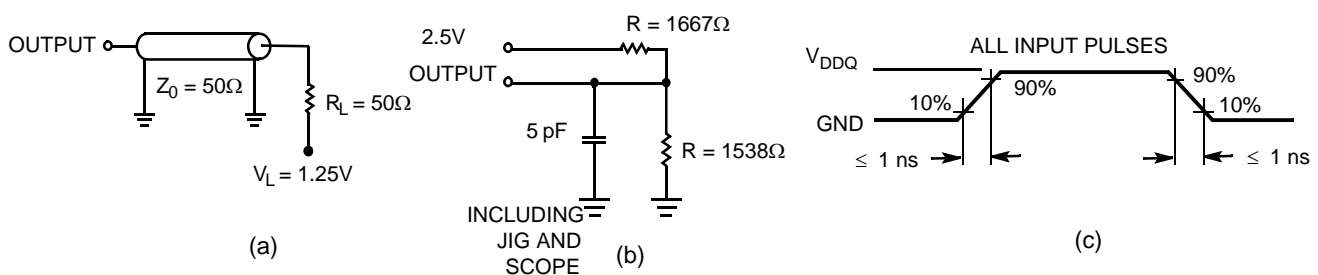 OUTPUT
Z0 = 50Ω
RL = 50Ω
VL = 1.25V
(a)
R = 1667Ω
2.5V
OUTPUT
5 pF
R = 1538Ω
INCLUDING
JIG AND
SCOPE
(b)
ALL INPUT PULSES
VDDQ
90%
10%
90%
10%
GND
≤ 1 ns
≤ 1 ns
(c)